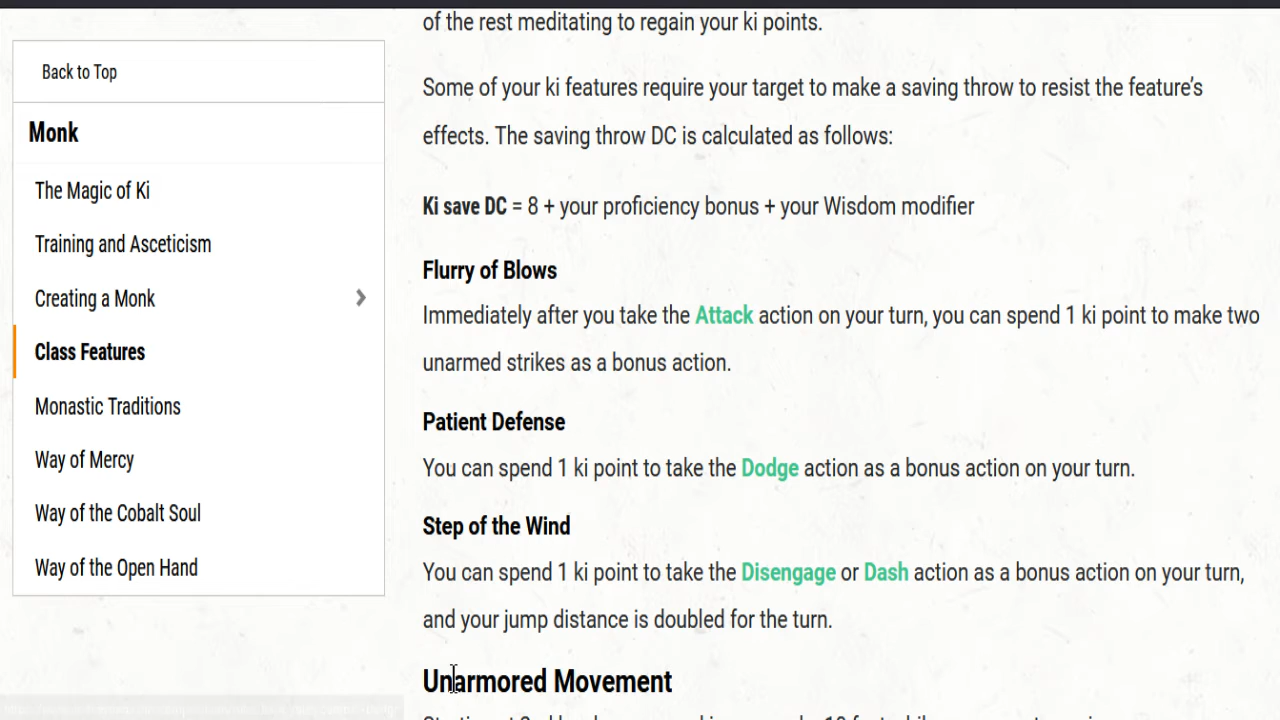 of the rest meditating to regain your ki points.
Back to Top
Monk
The Magic of Ki
Training and Asceticism
Creating a Monk
Class Features
Monastic Traditions
Way of Mercy
Way of the Cobalt Soul
Way of the Open Hand
Some of your ki features require your target to make a saving throw to resist the feature’s
effects. The saving throw DC is calculated as follows:
Ki save DC = 8 + your proficiency bonus + your Wisdom modifier
Flurry of Blows
Immediately after you take the Attack action on your turn, you can spend 1 ki point to make two
unarmed strikes as a bonus action.
Patient Defense
You can spend 1 ki point to take the Dodge action as a bonus action on your turn.
Step of the Wind
You can spend 1 ki point to take the Disengage or Dash action as a bonus action on your turn,
and your jump distance is doubled for the turn.
Unarmored Movement